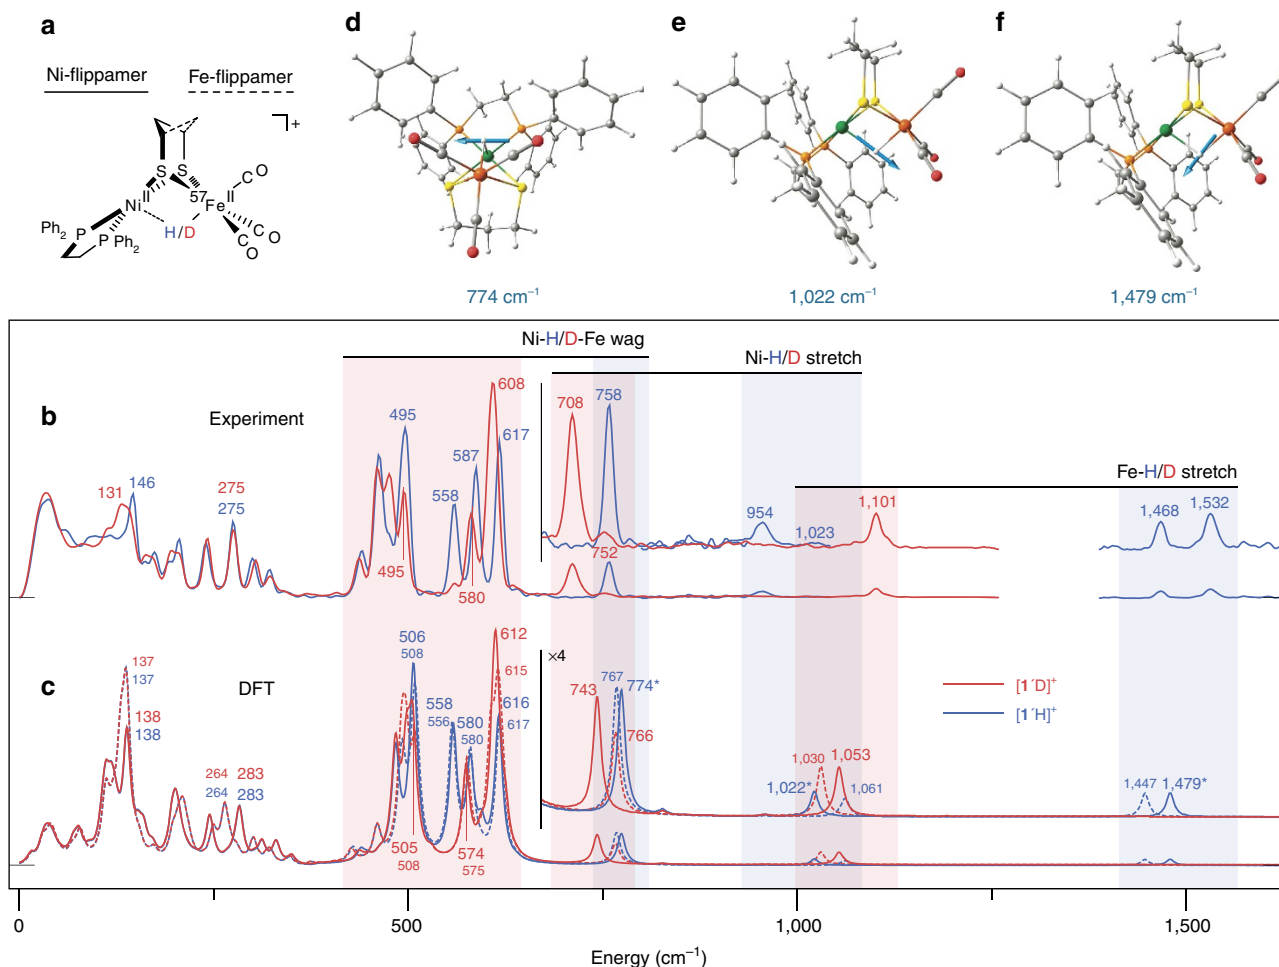 a
Ni-flippamer
Fe-flippamer
]+
S S
57
Ni II
Fe II
CO
CO
CO
Ph2 P
P Ph2
H/D
d
774 cm−1
e
1,022 cm−1
f
1,479 cm−1
Ni-H/D-Fe wag
Ni-H/D stretch
Fe-H/D stretch
b
Experiment
131
146
275
275
495
495
558
587
580
608
617
708
758
752
954
1,023
1,101
1,468
1,532
c
DFT
×4
137
137
138
138
264
264
283
283
506
508
505
508
558
556
580
580
574
575
612
615
616
617
743
767
774*
766
1,022*
1,030
1,053
1,061
1,447
1,479*
[1′D]+
[1′H]+
0
500
1,000
1,500
Energy (cm−1)